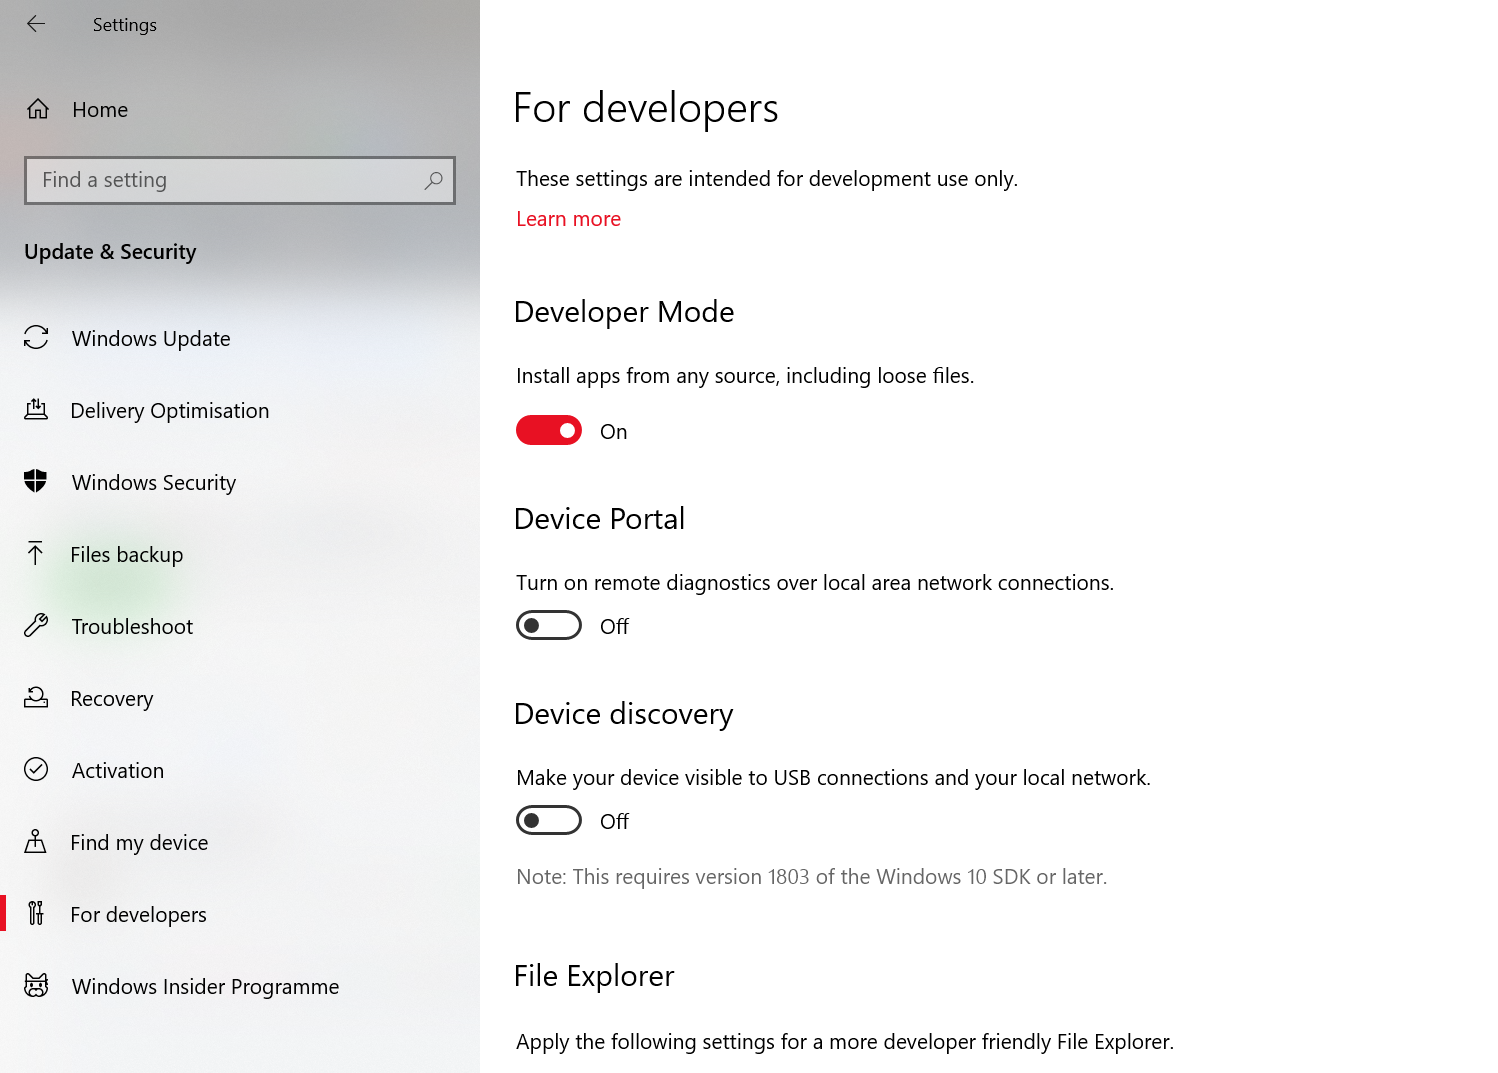 Settings
Home
Find a setting
Update & Security
Windows Update
Delivery Optimisation
Windows Security
Files backup
Troubleshoot
Recovery
Activation
Find my device
For developers
Windows Insider Programme
For developers
These settings are intended for development use only.
Learn more
Developer Mode
Install apps from any source, including loose files.
On
Device Portal
Turn on remote diagnostics over local area network connections.
Off
Device discovery
Make your device visible to USB connections and your local network.
Off
Note: This requires version 1803 of the Windows 10 SDK or later.
File Explorer
Apply the following settings for a more developer friendly File Explorer.